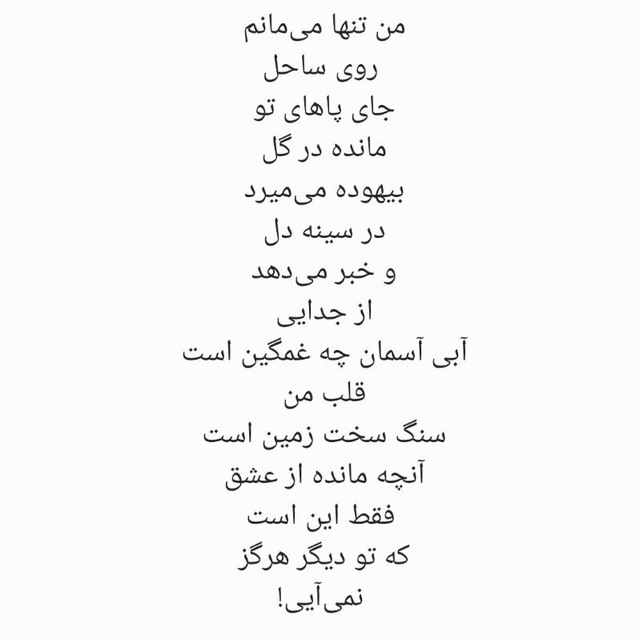 من تنها می‌مانم
روی ساحل
جای پاهای تو
مانده در گل
بیهوده می‌میرد
در سینه دل
و خبر می‌دهد
از جدایی
آبی آسمان چه غمگین است
قلب من
سنگ سخت زمین است
آنچه مانده از عشق
فقط این است
که تو دیگر هرگز
نمی‌آیی!